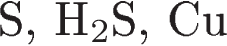 S, H₂S, Cu